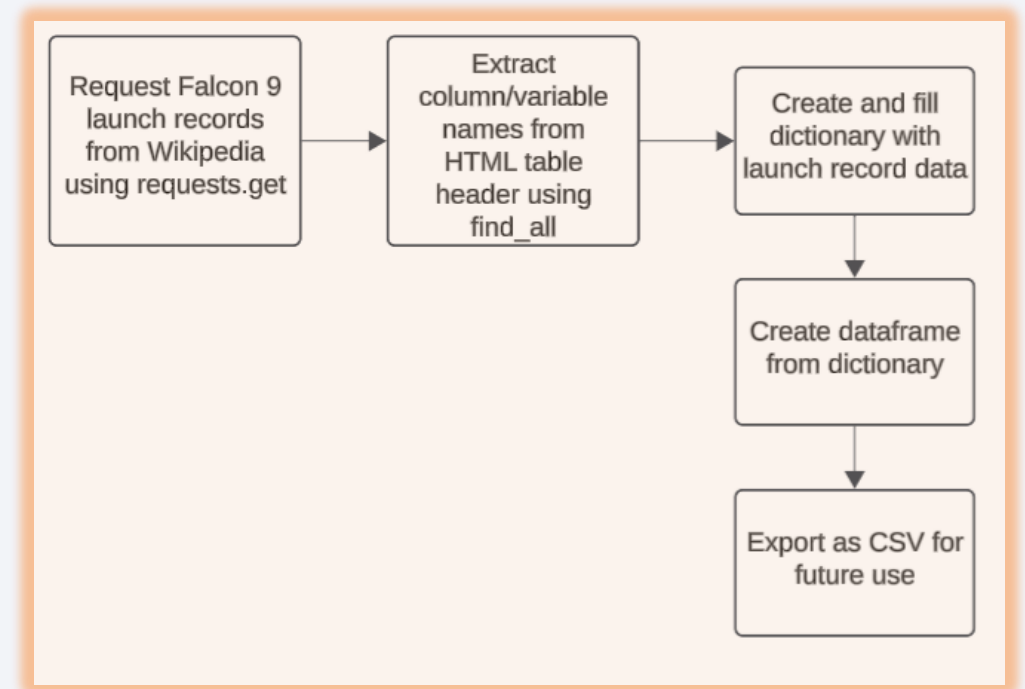 Request Falcon 9
launch records
from Wikipedia
using requests.get
Extract
column/variable
names from
HTML table
header using
find_all
Create and fill
dictionary with
launch record data
Create dataframe
from dictionary
Export as CSV for
future use